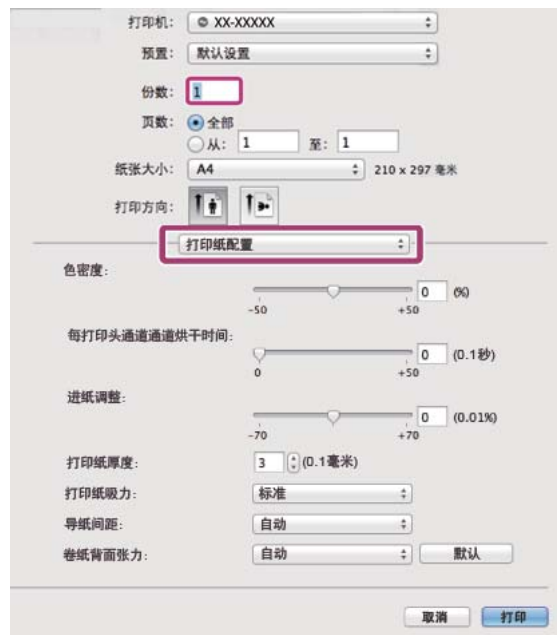 打印机: XX-XXXXX
预置: 默认设置
份数: 1
页数: 全部
从: 1 至: 1
纸张大小: A4 210 x 297 毫米
打印方向:
打印纸配置
色密度:
0 (%)
-50 +50
每打印头通道通道烘干时间:
0 (0.1秒)
0 +50
进纸调整:
0 (0.01%)
-70 +70
打印纸厚度: 3 (0.1毫米)
打印纸吸力: 标准
导纸间距: 自动
卷纸背面张力: 自动 默认
取消 打印